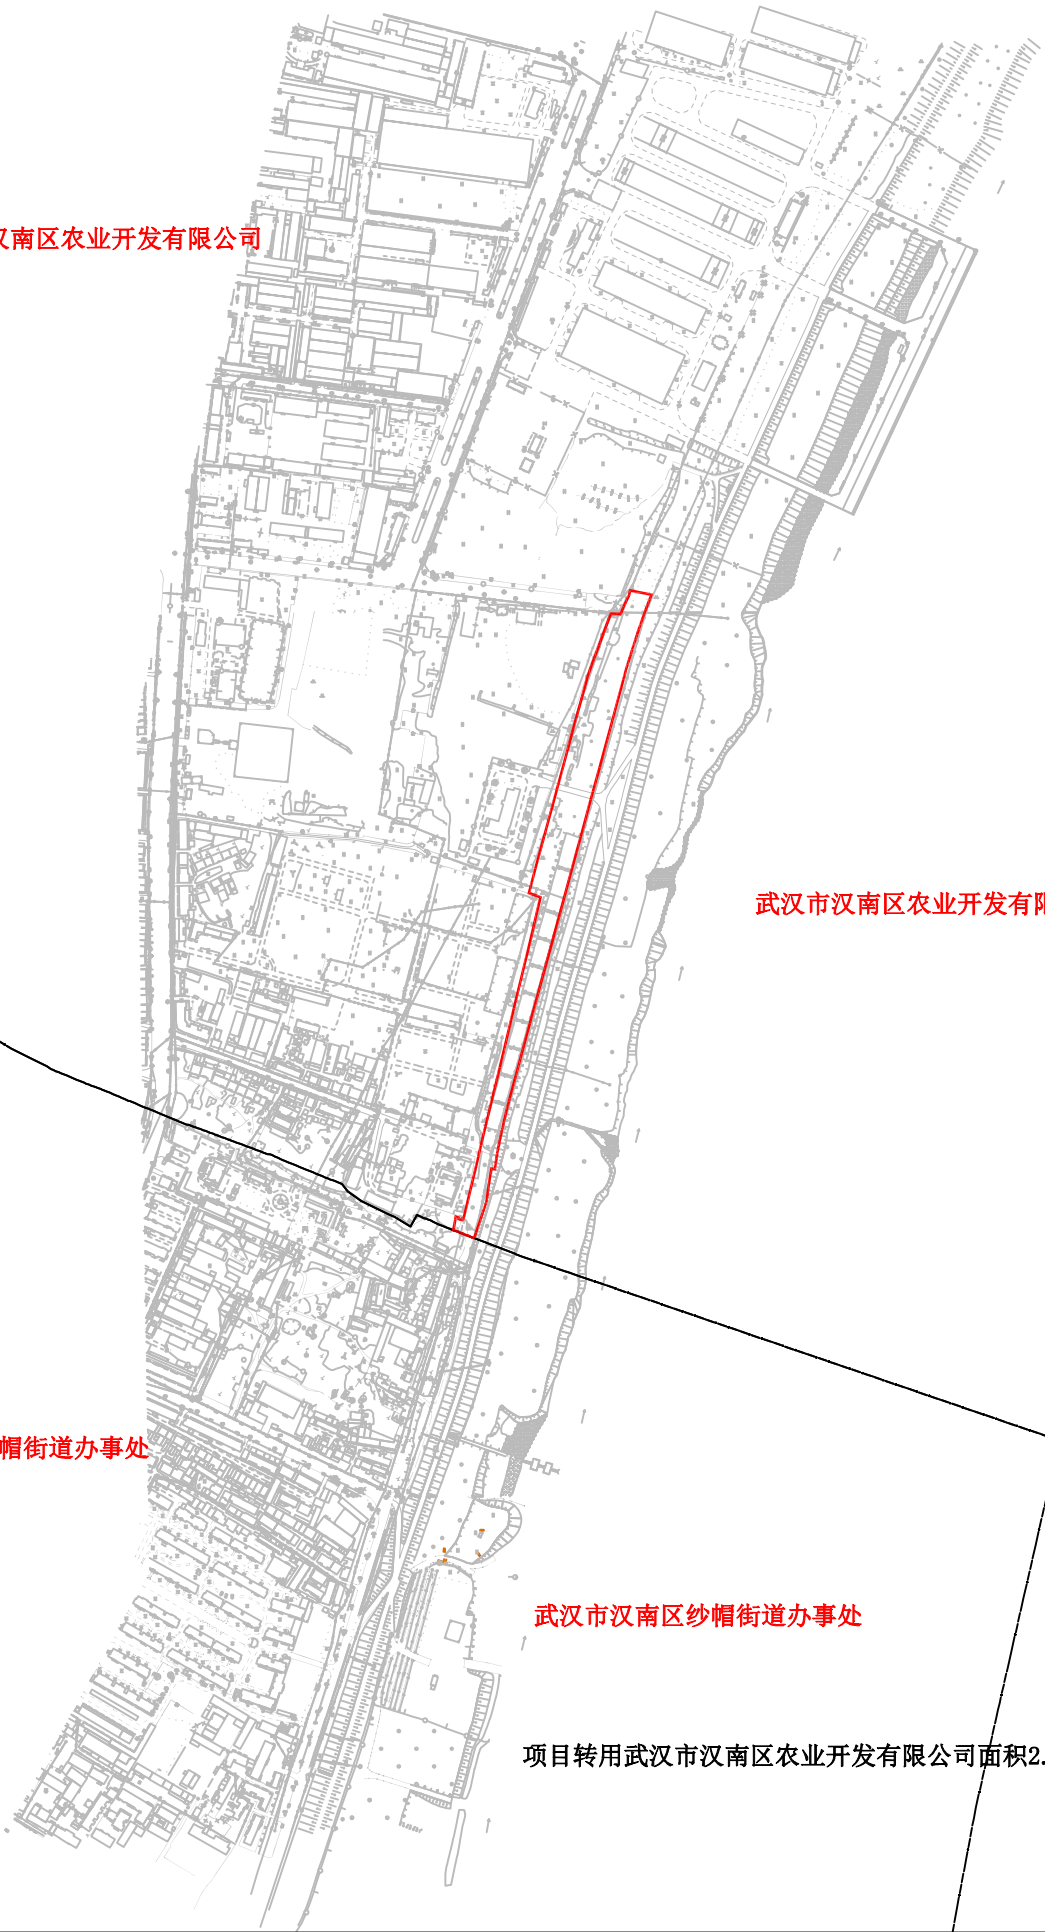 汉南区农业开发有限公司
武汉市汉南区农业开发有限
帽街道办事处
武汉市汉南区纱帽街道办事处
项目转用武汉市汉南区农业开发有限公司面积2.